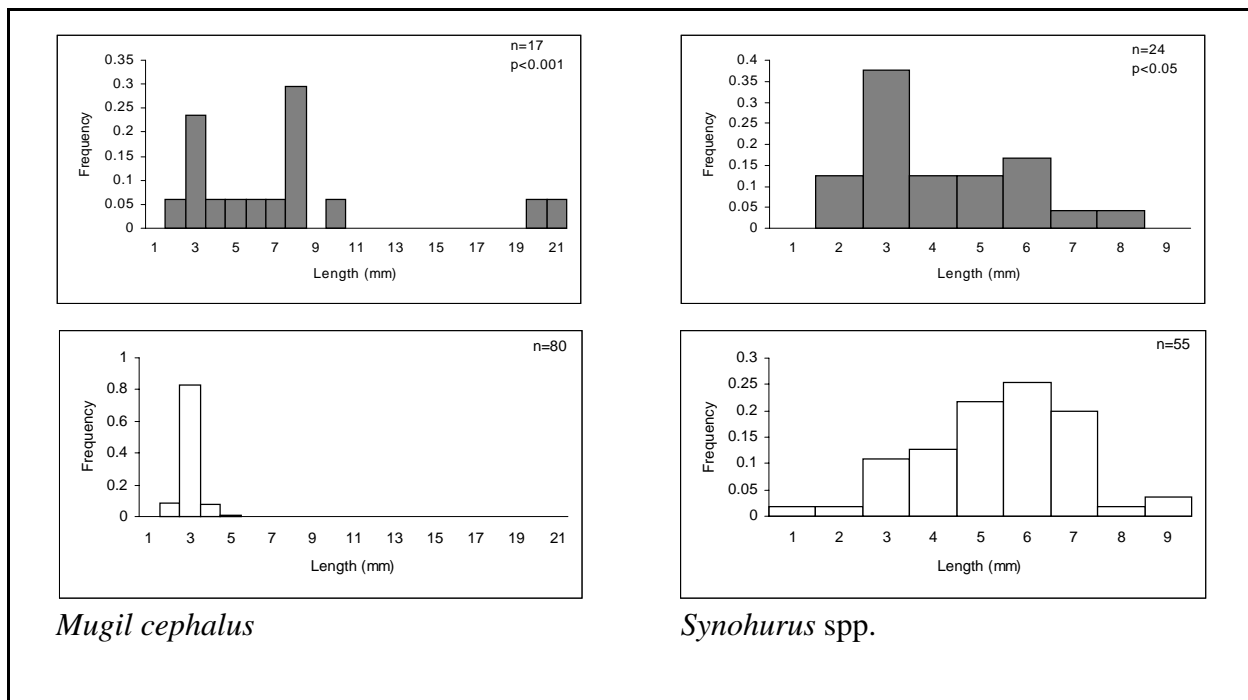 n=17
p<0.001
0.35
0.3
0.25
0.2
0.15
0.1
0.05
0
Frequency
1 3 5 7 9 11 13 15 17 19 21
Length (mm)
n=24
p<0.05
0.4
0.35
0.3
0.25
0.2
0.15
0.1
0.05
0
Frequency
1 2 3 4 5 6 7 8 9
Length (mm)
n=80
1
0.8
0.6
0.4
0.2
0
Frequency
1 3 5 7 9 11 13 15 17 19 21
Length (mm)
n=55
0.3
0.25
0.2
0.15
0.1
0.05
0
Frequency
1 2 3 4 5 6 7 8 9
Length (mm)
Mugil cephalus
Synohurus spp.